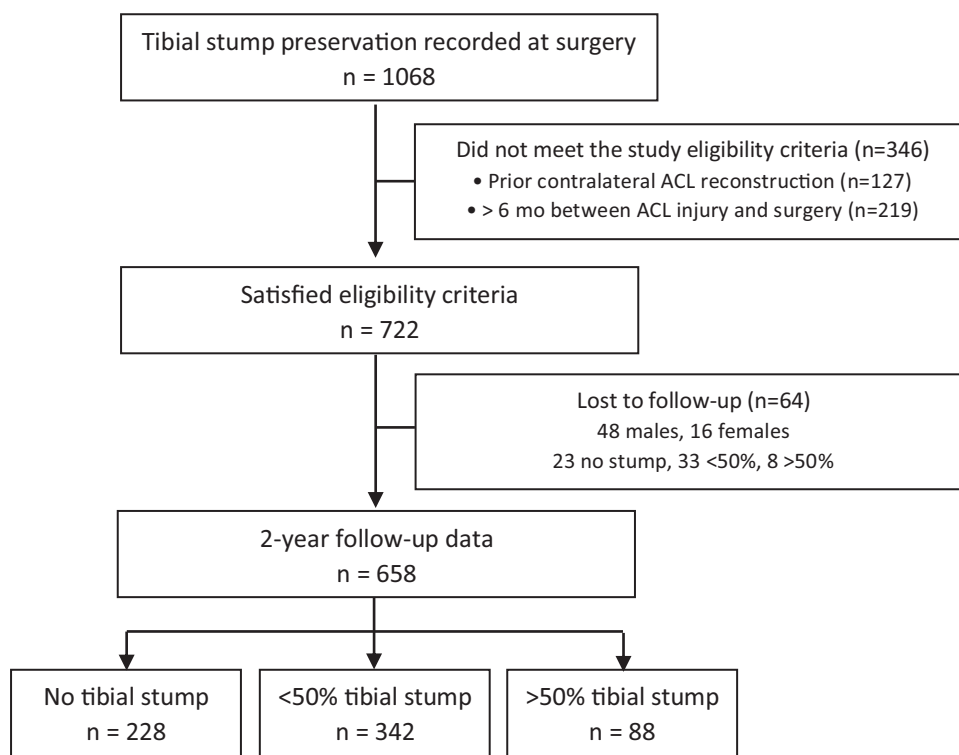 Tibial stump preservation recorded at surgery
n = 1068
Did not meet the study eligibility criteria (n=346)
• Prior contralateral ACL reconstruction (n=127)
• > 6 mo between ACL injury and surgery (n=219)
Satisfied eligibility criteria
n = 722
Lost to follow-up (n=64)
48 males, 16 females
23 no stump, 33 <50%, 8 >50%
2-year follow-up data
n = 658
No tibial stump
n = 228
<50% tibial stump
n = 342
>50% tibial stump
n = 88